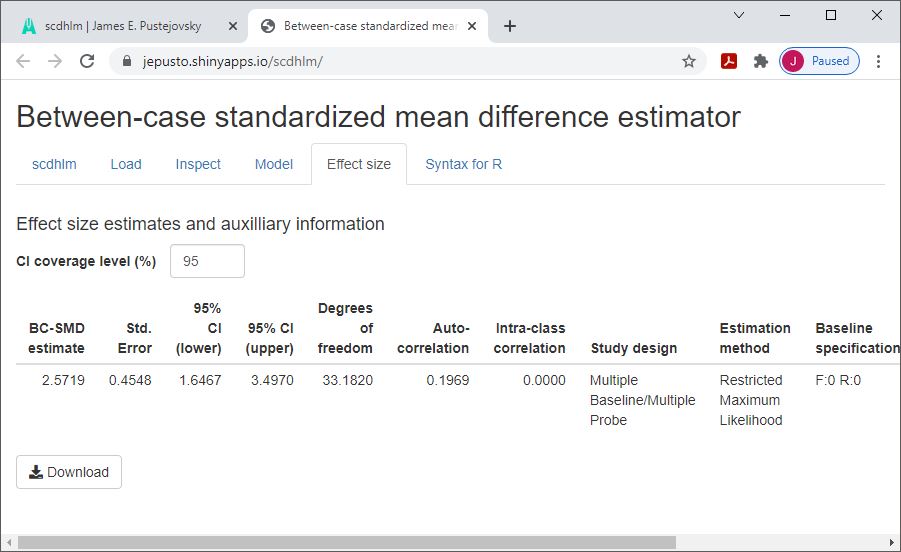 scdhlm | James E. Pustejovsky
Between-case standardized mea
jepusto.shinyapps.io/scdhlm/
J Paused
Between-case standardized mean difference estimator
scdhlm Load Inspect Model Effect size Syntax for R
Effect size estimates and auxilliary information
CI coverage level (%) 95
BC-SMD estimate
Std. Error
95% CI (lower)
95% CI (upper)
Degrees of freedom
Auto-correlation
Intra-class correlation
Study design
Estimation method
Baseline specification
2.5719 0.4548 1.6467 3.4970 33.1820 0.1969 0.0000 Multiple Baseline/Multiple Probe Restricted Maximum Likelihood F:0 R:0
Download